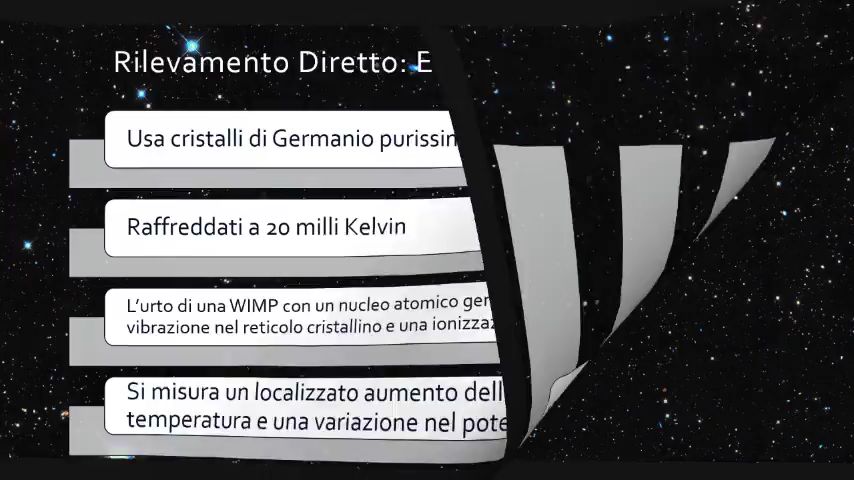 Rilevamento Diretto: E
Usa cristalli di Germanio purissim
Raffreddati a 20 milli Kelvin
L'urto di una WIMP con un nucleo atomico gen
vibrazione nel reticolo cristallino e una ionizzaz
Si misura un localizzato aumento dell
temperatura e una variazione nel pote